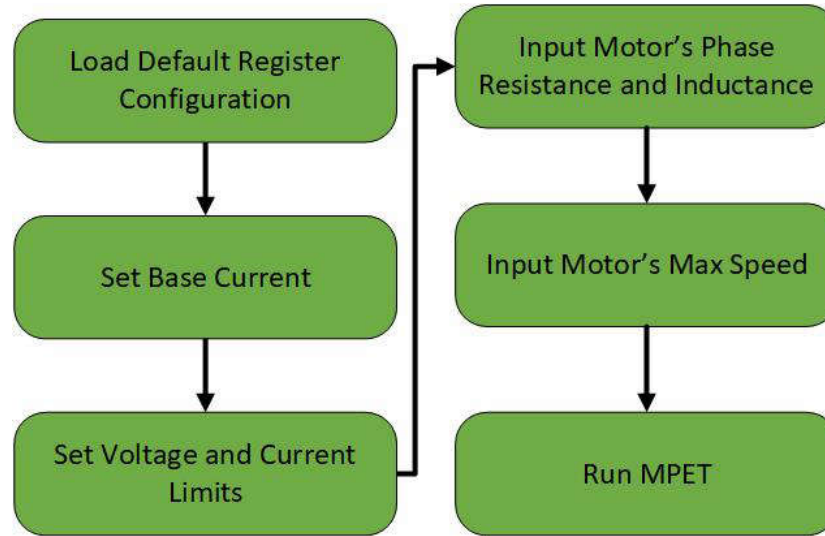 Load Default Register
Configuration
Set Base Current
Set Voltage and Current
Limits
Input Motor’s Phase
Resistance and Inductance
Input Motor’s Max Speed
Run MPET